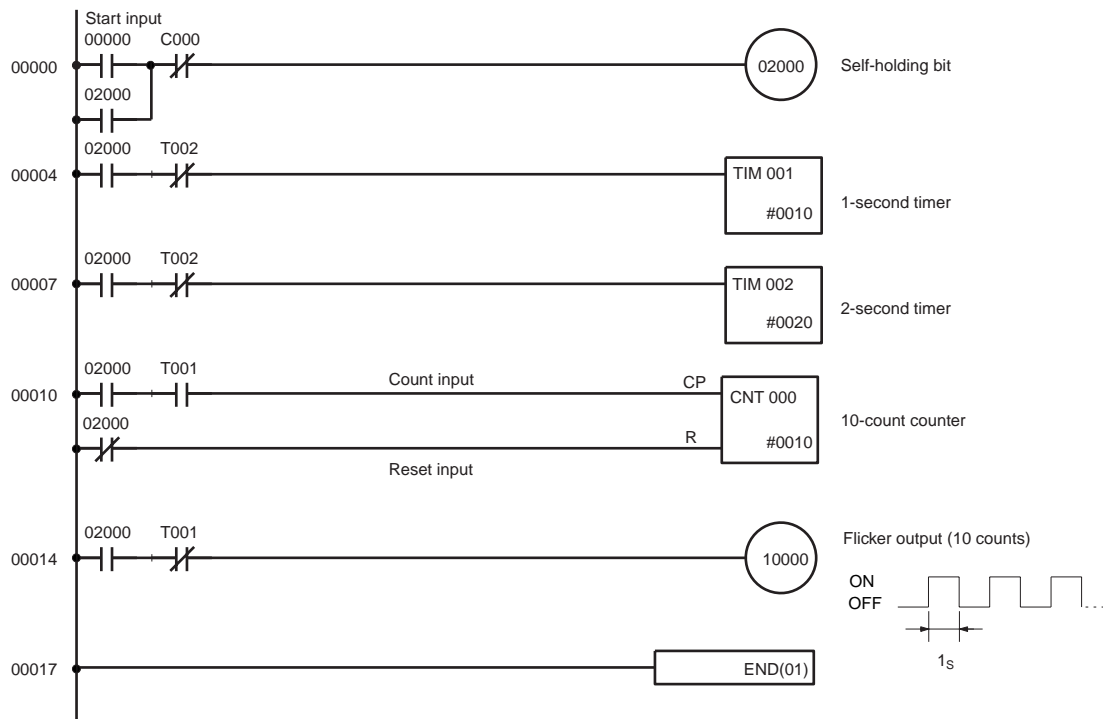 Start input
00000 C000
00000
02000 Self-holding bit
02000
02000 T002
00004
TIM 001
#0010
1-second timer
02000 T002
00007
TIM 002
#0020
2-second timer
02000 T001
00010
Count input CP
CNT 000
#0010
10-count counter
02000
R
Reset input
02000 T001
00014
10000
Flicker output (10 counts)
ON
OFF
1S
00017
END(01)